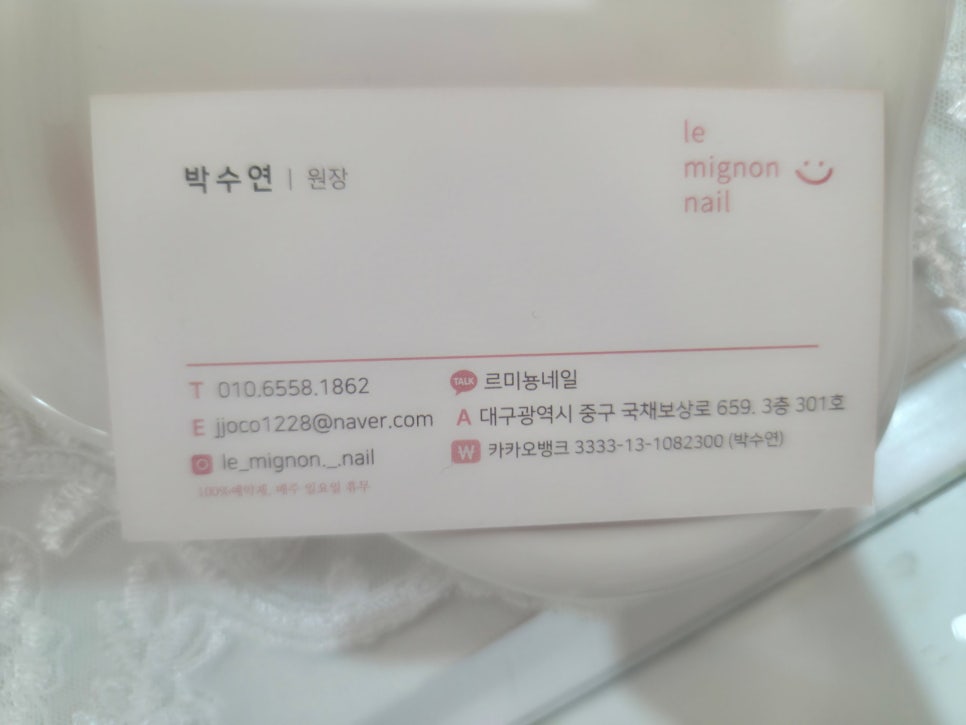 박수연 | 원장
le
mignon
nail
T 010.6558.1862
E jjoco1228@naver.com
le_mignon._.nail
100%예약제, 매주 일요일 휴무
TALK 르미뇽네일
A 대구광역시 중구 국채보상로 659. 3층 301호
W 카카오뱅크 3333-13-1082300 (박수연)